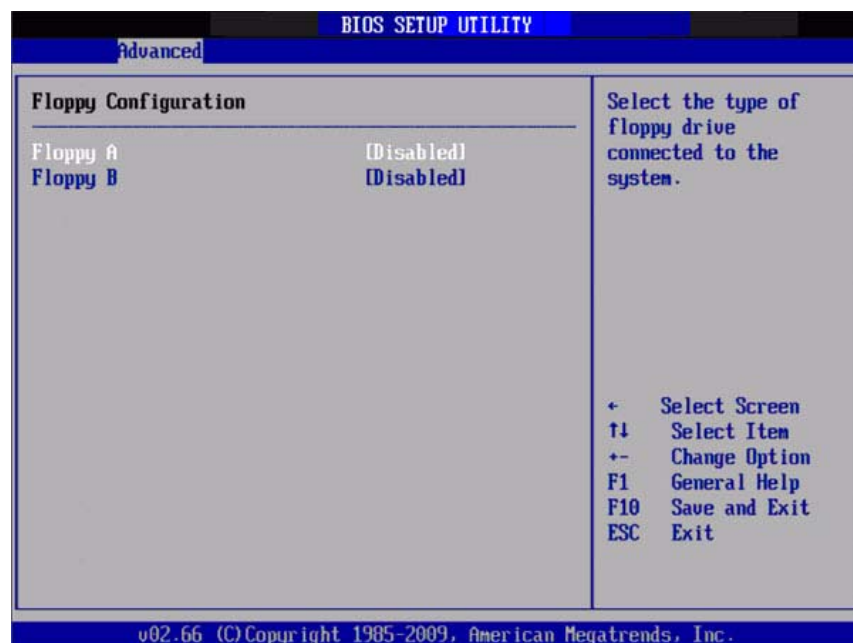 BIOS SETUP UTILITY
Advanced
Floppy Configuration
Floppy A [Disabled]
Floppy B [Disabled]
Select the type of
floppy drive
connected to the
system.
← Select Screen
↑↓ Select Item
+- Change Option
F1 General Help
F10 Save and Exit
ESC Exit
v02.66 (C)Copyright 1985-2009, American Megatrends, Inc.